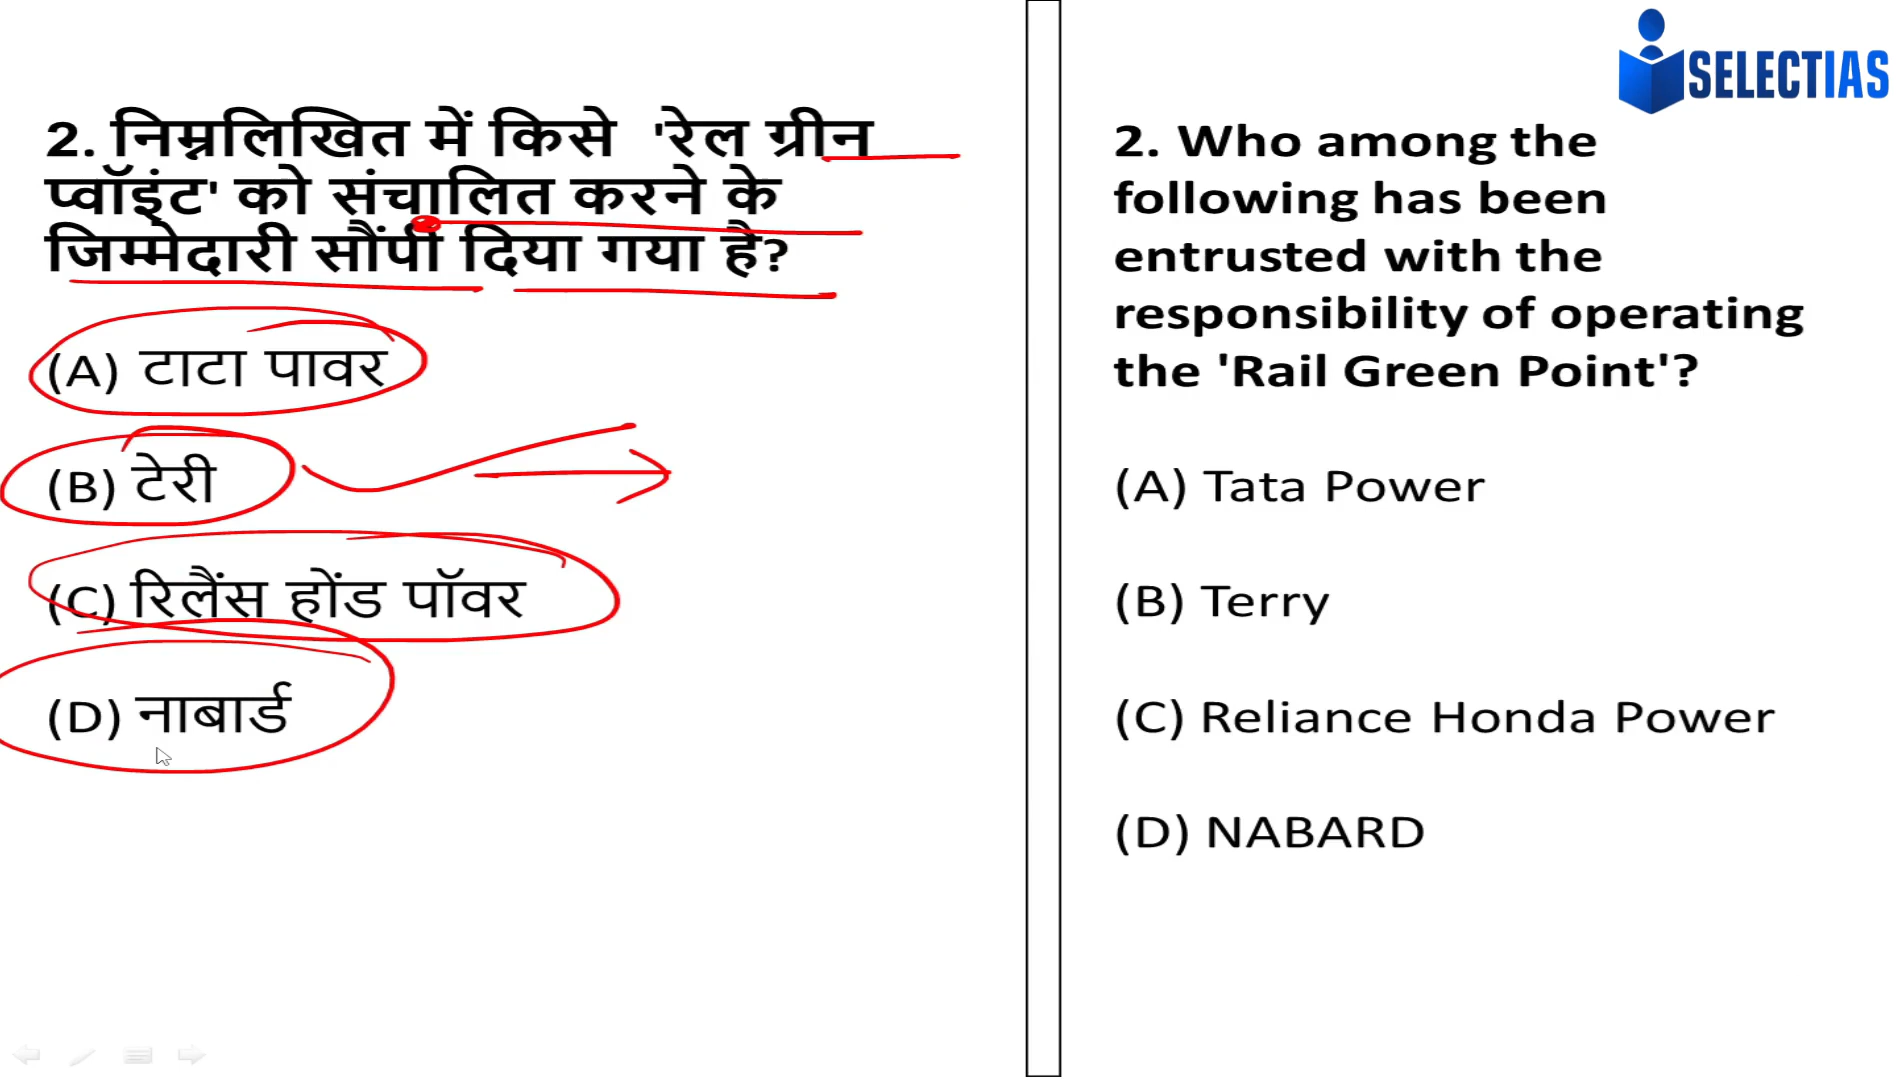 2. निम्नलिखित में किसे 'रेल ग्रीन
प्वॉइंट' को संचालित करने के
जिम्मेदारी सौंपी दिया गया है?
(A) टाटा पावर
(B) टेरी
(C) रिलैंस होंड पॉवर
(D) नाबार्ड
SELECTIAS
2. Who among the
following has been
entrusted with the
responsibility of operating
the 'Rail Green Point'?
(A) Tata Power
(B) Terry
(C) Reliance Honda Power
(D) NABARD